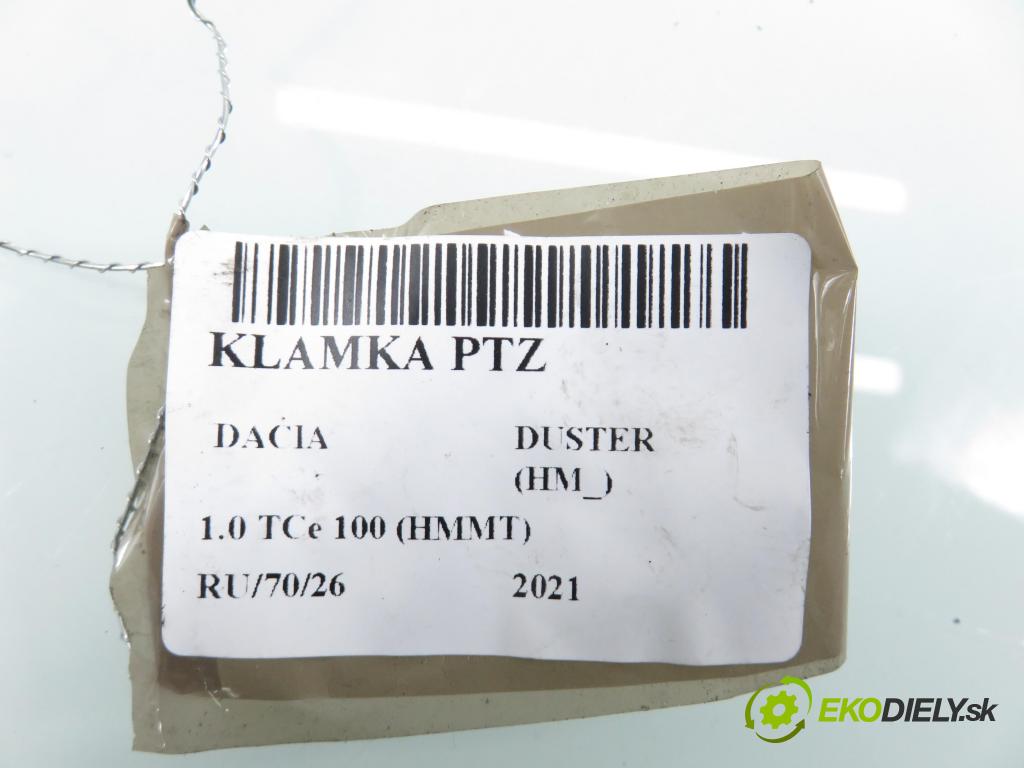 KLAMKA PTZ
DACIA DUSTER
(HM_)
1.0 TCe 100 (HMMT)
RU/70/26 2021
EKODIELY.sk